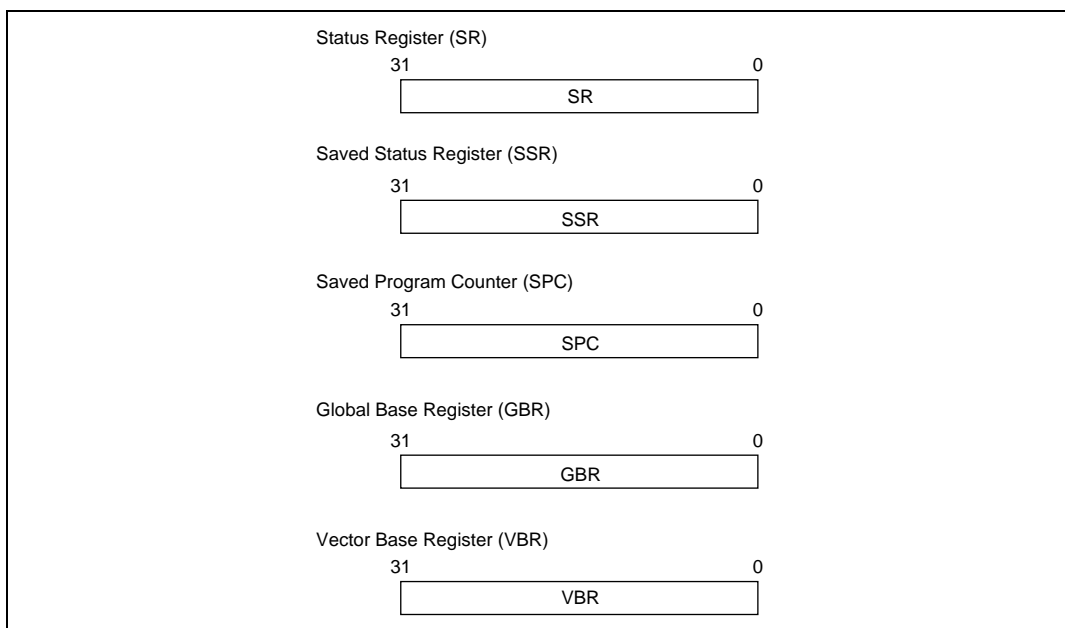 Status Register (SR)
31 0
SR
Saved Status Register (SSR)
31 0
SSR
Saved Program Counter (SPC)
31 0
SPC
Global Base Register (GBR)
31 0
GBR
Vector Base Register (VBR)
31 0
VBR